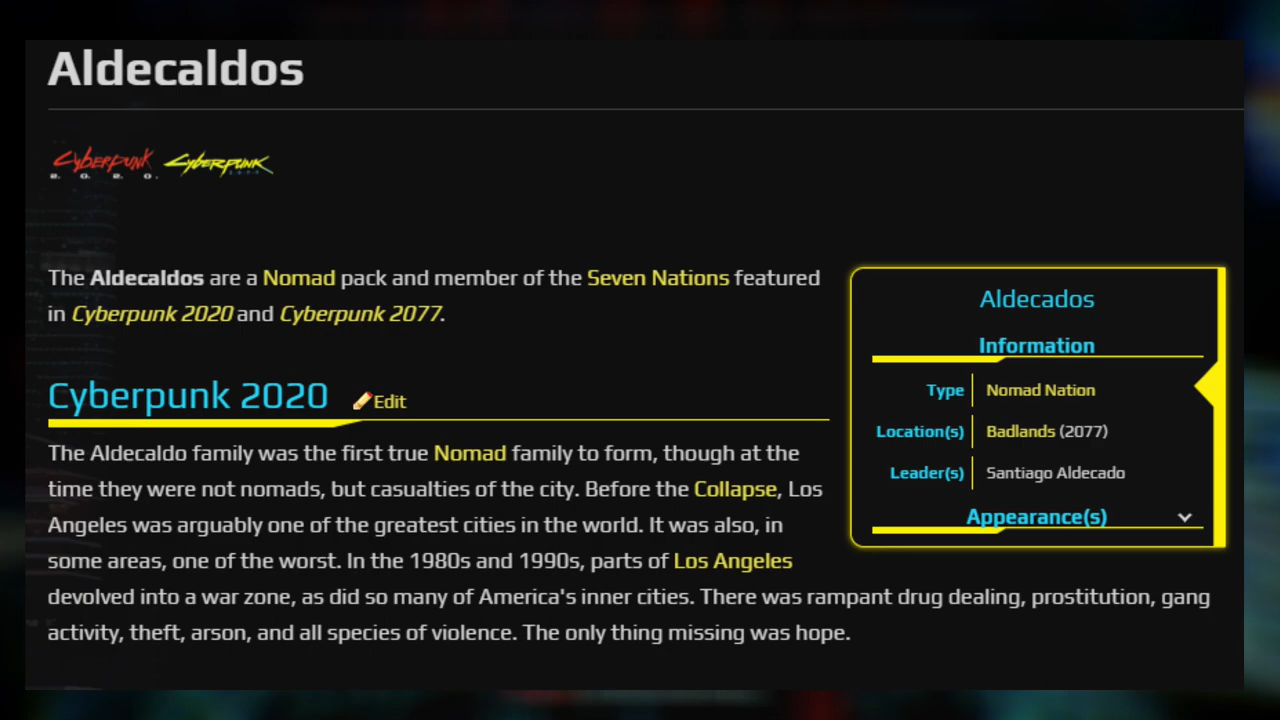 Aldecaldos
Cyberpunk
2. 0. 2. 0.
Cyberpunk
The Aldecaldos are a Nomad pack and member of the Seven Nations featured
in Cyberpunk 2020 and Cyberpunk 2077.
Aldecados
Information
Type Nomad Nation
Location(s) Badlands (2077)
Leader(s) Santiago Aldecado
Appearance(s)
Cyberpunk 2020 Edit
The Aldecaldo family was the first true Nomad family to form, though at the
time they were not nomads, but casualties of the city. Before the Collapse, Los
Angeles was arguably one of the greatest cities in the world. It was also, in
some areas, one of the worst. In the 1980s and 1990s, parts of Los Angeles
devolved into a war zone, as did so many of America's inner cities. There was rampant drug dealing, prostitution, gang
activity, theft, arson, and all species of violence. The only thing missing was hope.